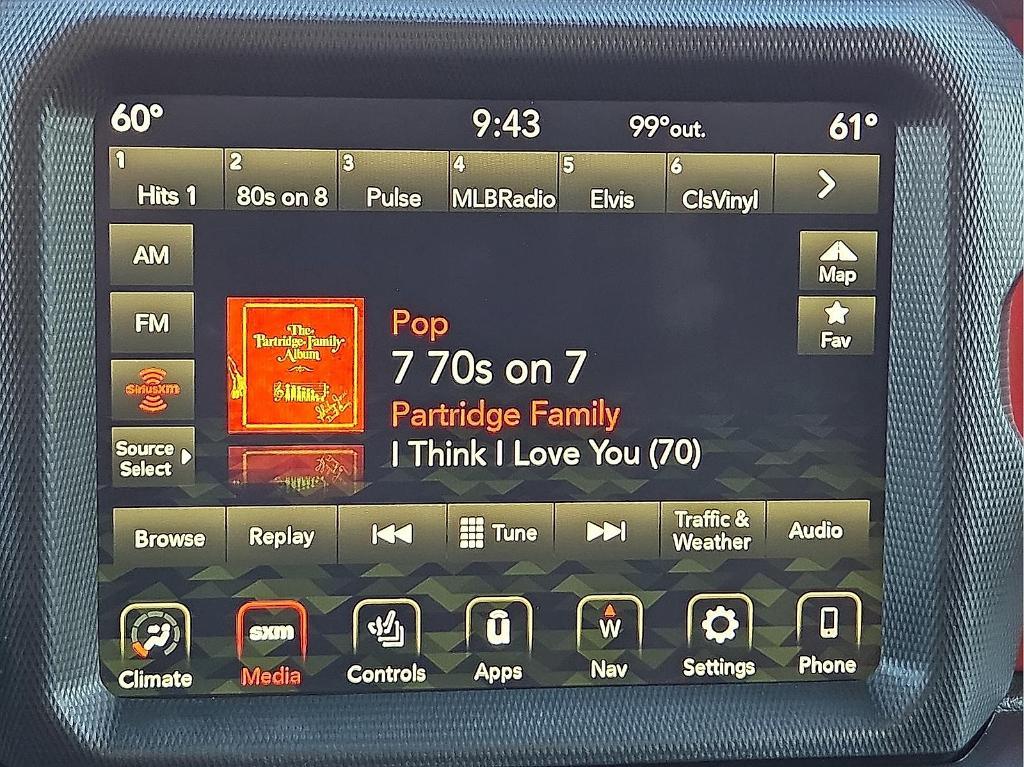 60° 9:43 99°out. 61°
1 Hits 1
2 80s on 8
3 Pulse
4 MLBRadio
5 Elvis
6 ClsVinyl
AM
FM
SiriusXM
Source
Select
The
Partridge Family
Album
Pop
7 70s on 7
Partridge Family
I Think I Love You (70)
Map
Fav
Browse
Replay
Tune
Traffic &
Weather
Audio
Climate
sxm
Media
Controls
u
Apps
W
Nav
Settings
Phone